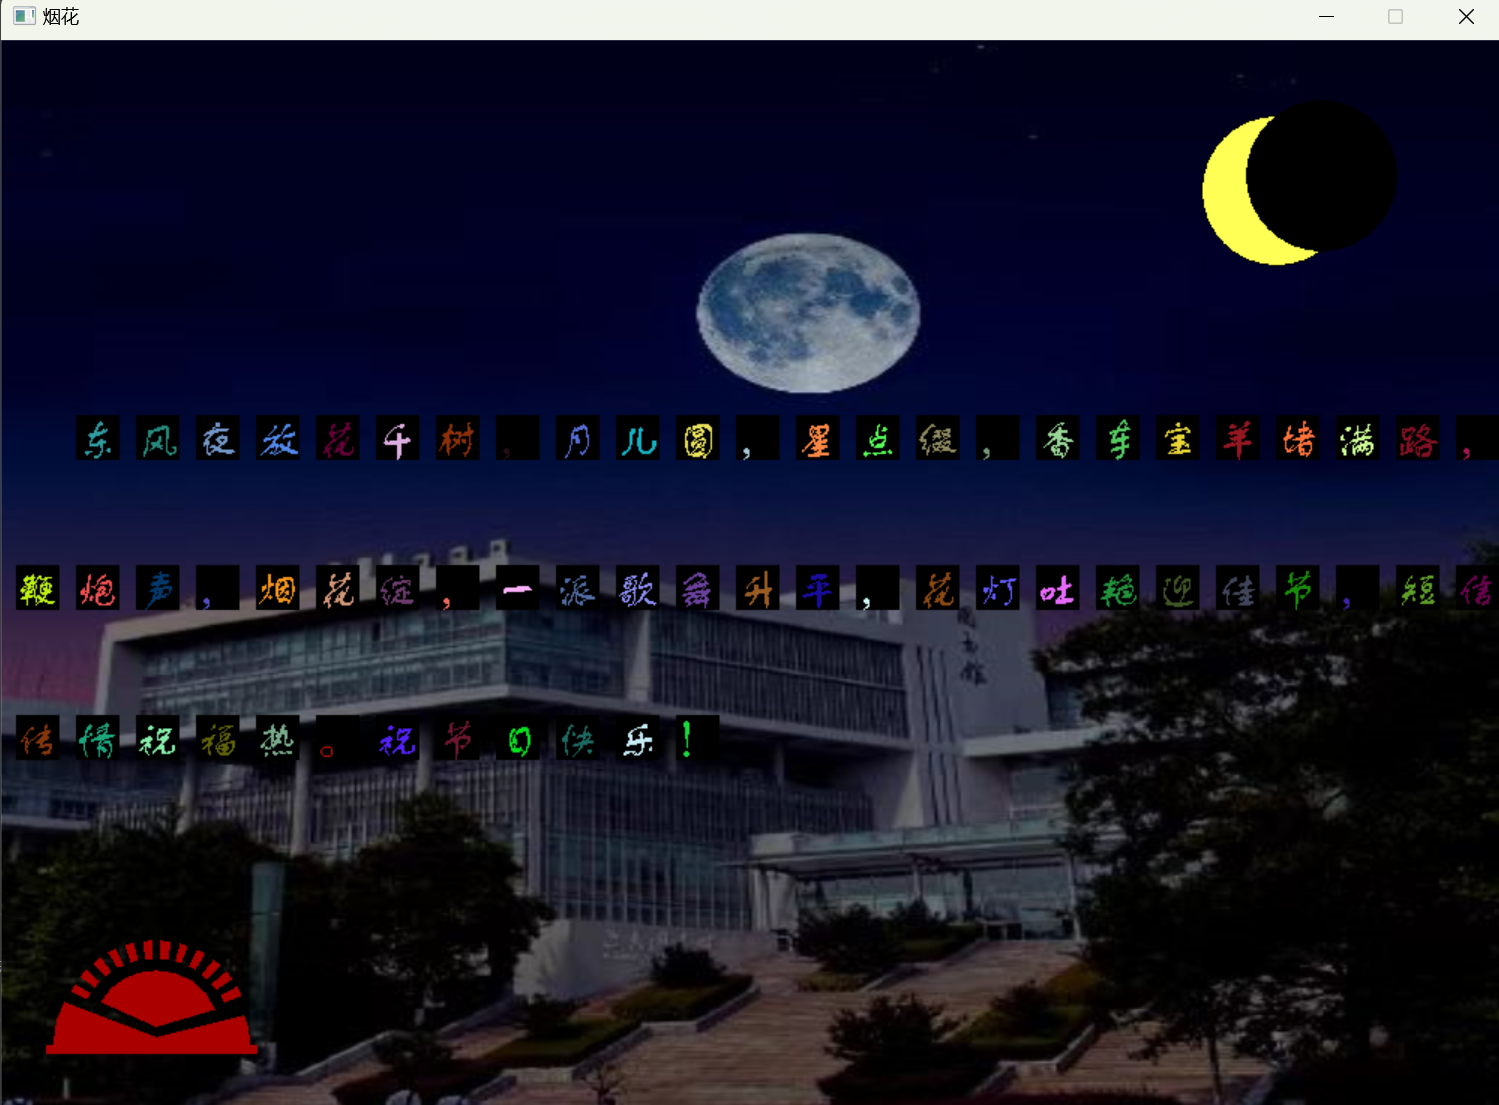 烟花
东风夜放花千树，月儿圆，星点缀，香车宝羊堵满路，
鞭炮声，烟花绽，一派歌舞升平，花灯吐艳迎佳节，短信
传情祝福热。祝节日快乐！